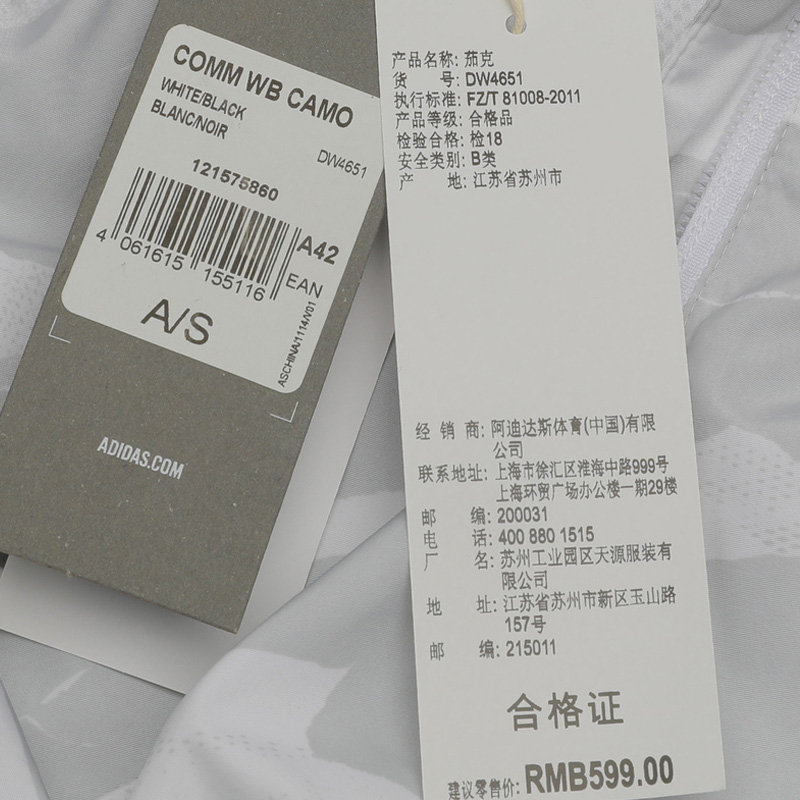 COMM WB CAMO
WHITE/BLACK
BLANC/NOIR
DW4651
121575860
A42
4 061615 155116 EAN
A/S
ASCHINA/1114/V01
ADIDAS.COM
产品名称: 茄克
货 号: DW4651
执行标准: FZ/T 81008-2011
产品等级: 合格品
检验合格: 检18
安全类别: B类
产 地: 江苏省苏州市
经 销 商: 阿迪达斯体育(中国)有限
公司
联系地址: 上海市徐汇区淮海中路999号
上海环贸广场办公楼一期29楼
邮 编: 200031
电 话: 400 880 1515
厂 名: 苏州工业园区天源服装有
限公司
地 址: 江苏省苏州市新区玉山路
157号
邮 编: 215011
合格证
建议零售价: RMB599.00